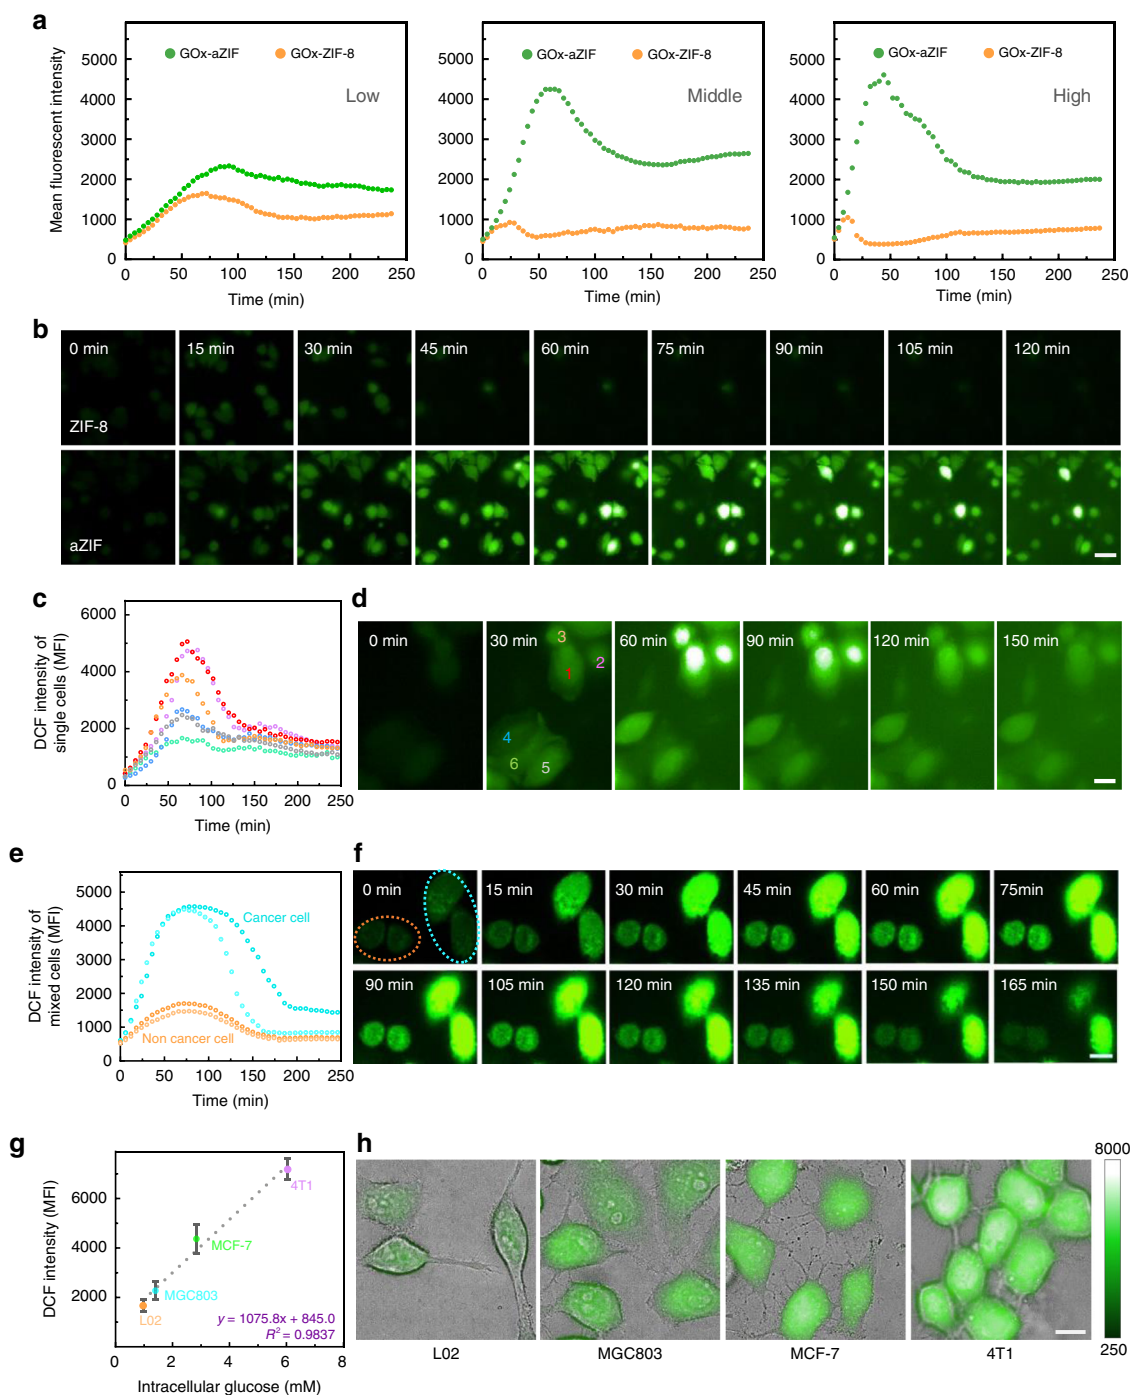 a
Mean fluorescent intensity
5000
4000
3000
2000
1000
0
GOx-aZIF
GOx-ZIF-8
Low
0 50 100 150 200 250
Time (min)
5000
4000
3000
2000
1000
0
GOx-aZIF
GOx-ZIF-8
Middle
0 50 100 150 200 250
Time (min)
5000
4000
3000
2000
1000
0
GOx-aZIF
GOx-ZIF-8
High
0 50 100 150 200 250
Time (min)
b
0 min 15 min 30 min 45 min 60 min 75 min 90 min 105 min 120 min
ZIF-8
aZIF
c
DCF intensity of
single cells (MFI)
6000
4000
2000
0
0 50 100 150 200 250
Time (min)
d
0 min 30 min 60 min 90 min 120 min 150 min
3
1
2
4
6
5
e
DCF intensity of
mixed cells (MFI)
5000
4000
3000
2000
1000
0
Cancer cell
Non cancer cell
0 50 100 150 200 250
Time (min)
f
0 min 15 min 30 min 45 min 60 min 75min
90 min 105 min 120 min 135 min 150 min 165 min
g
DCF intensity (MFI)
6000
4000
2000
0
4T1
MCF-7
MGC803
L02
y = 1075.8x + 845.0
R² = 0.9837
0 2 4 6 8
Intracellular glucose (mM)
h
L02 MGC803 MCF-7 4T1
8000
250